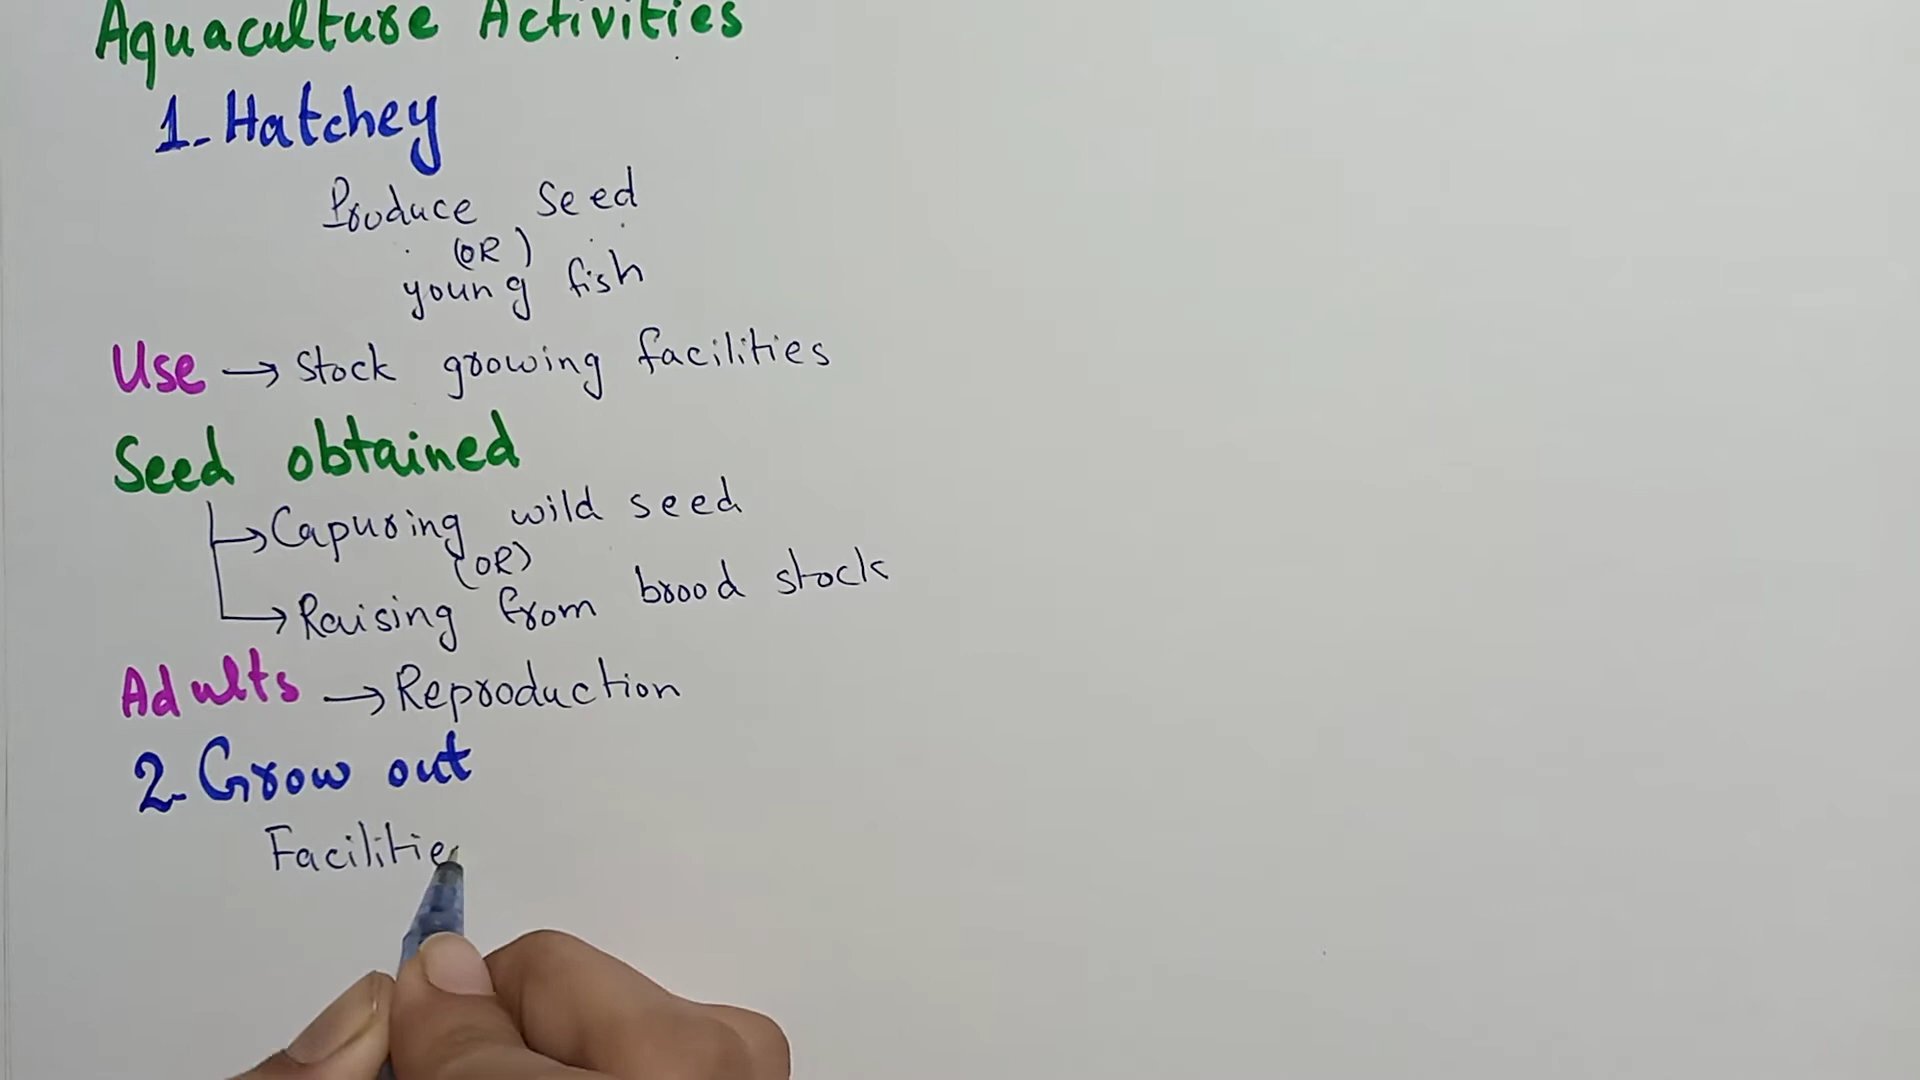 Aquaculture Activities
1. Hatchey
Produce Seed
(OR)
young fish
Use → Stock growing facilities
Seed obtained
→ Capuring wild seed
(OR)
→ Raising from brood stock
Adults → Reproduction
2. Grow out
Facilitie